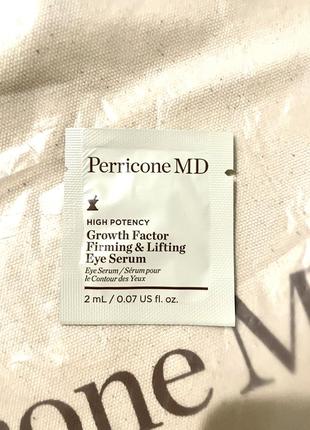 Perricone MD
HIGH POTENCY
Growth Factor
Firming & Lifting
Eye Serum
Eye Serum / Sérum pour
le Contour des Yeux
2 mL / 0.07 US fl. oz.
cone M